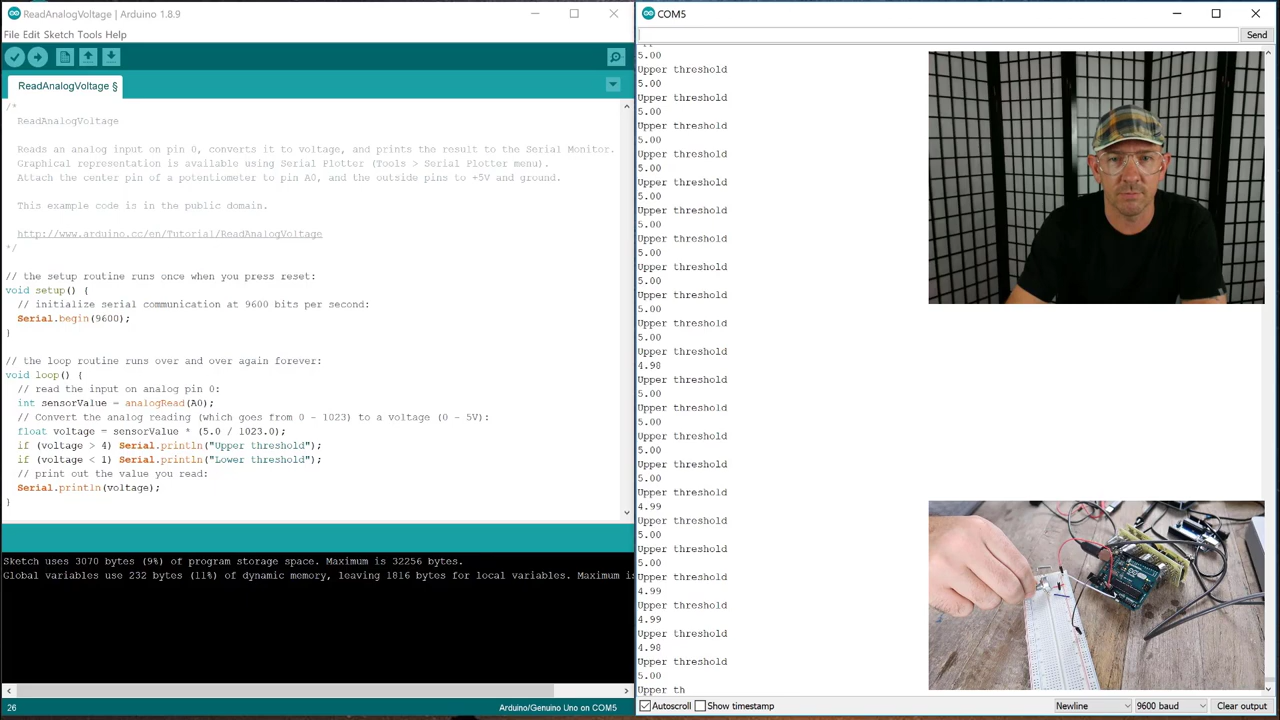 ReadAnalogVoltage | Arduino 1.8.9
File Edit Sketch Tools Help
ReadAnalogVoltage §
/*
ReadAnalogVoltage
Reads an analog input on pin 0, converts it to voltage, and prints the result to the Serial Monitor.
Graphical representation is available using Serial Plotter (Tools > Serial Plotter menu).
Attach the center pin of a potentiometer to pin A0, and the outside pins to +5V and ground.
This example code is in the public domain.
http://www.arduino.cc/en/Tutorial/ReadAnalogVoltage
*/
// the setup routine runs once when you press reset:
void setup() {
// initialize serial communication at 9600 bits per second:
Serial.begin(9600);
}
// the loop routine runs over and over again forever:
void loop() {
// read the input on analog pin 0:
int sensorValue = analogRead(A0);
// Convert the analog reading (which goes from 0 - 1023) to a voltage (0 - 5V):
float voltage = sensorValue * (5.0 / 1023.0);
if (voltage > 4) Serial.println("Upper threshold");
if (voltage < 1) Serial.println("Lower threshold");
// print out the value you read:
Serial.println(voltage);
}
Sketch uses 3070 bytes (9%) of program storage space. Maximum is 32256 bytes.
Global variables use 232 bytes (11%) of dynamic memory, leaving 1816 bytes for local variables. Maximum is
26
Arduino/Genuino Uno on COM5
COM5
Send
5.00
Upper threshold
5.00
Upper threshold
5.00
Upper threshold
5.00
Upper threshold
5.00
Upper threshold
5.00
Upper threshold
5.00
Upper threshold
5.00
Upper threshold
5.00
Upper threshold
5.00
Upper threshold
5.00
Upper threshold
4.98
Upper threshold
5.00
Upper threshold
5.00
Upper threshold
5.00
Upper threshold
5.00
Upper threshold
4.99
Upper threshold
5.00
Upper threshold
5.00
Upper threshold
4.99
Upper threshold
4.99
Upper threshold
4.98
Upper threshold
5.00
Upper th
Autoscroll
Show timestamp
Newline
9600 baud
Clear output